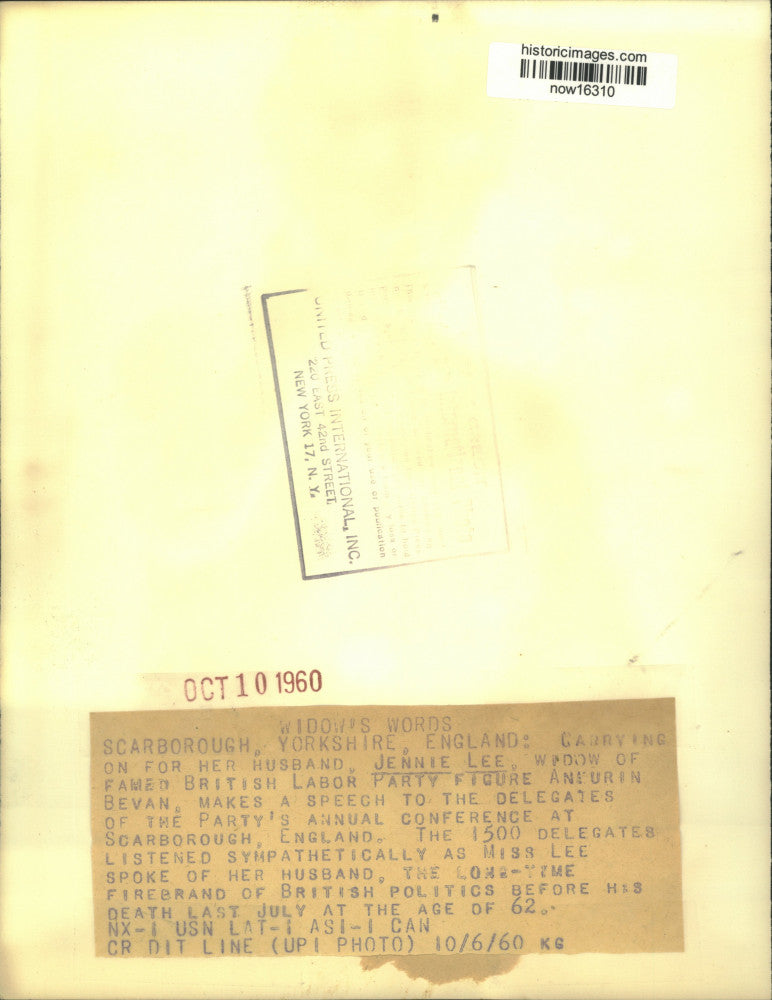 historicimages.com
now16310
UNITED PRESS INTERNATIONAL, INC.
220 EAST 42nd STREET
NEW YORK 17, N. Y.
OCT 10 1960
WIDOW'S WORDS
SCARBOROUGH, YORKSHIRE, ENGLAND: CARRYING
ON FOR HER HUSBAND, JENNIE LEE, WIDOW OF
FAMED BRITISH LABOR PARTY FIGURE ANEURIN
BEVAN, MAKES A SPEECH TO THE DELEGATES
OF THE PARTY'S ANNUAL CONFERENCE AT
SCARBOROUGH, ENGLAND. THE 1500 DELEGATES
LISTENED SYMPATHETICALLY AS MISS LEE
SPOKE OF HER HUSBAND, THE LONG-TIME
FIREBRAND OF BRITISH POLITICS BEFORE HIS
DEATH LAST JULY AT THE AGE OF 62.
NX-1 USN LAT-1 ASI-1 CAN
CR DIT LINE (UPI PHOTO) 10/6/60 KG